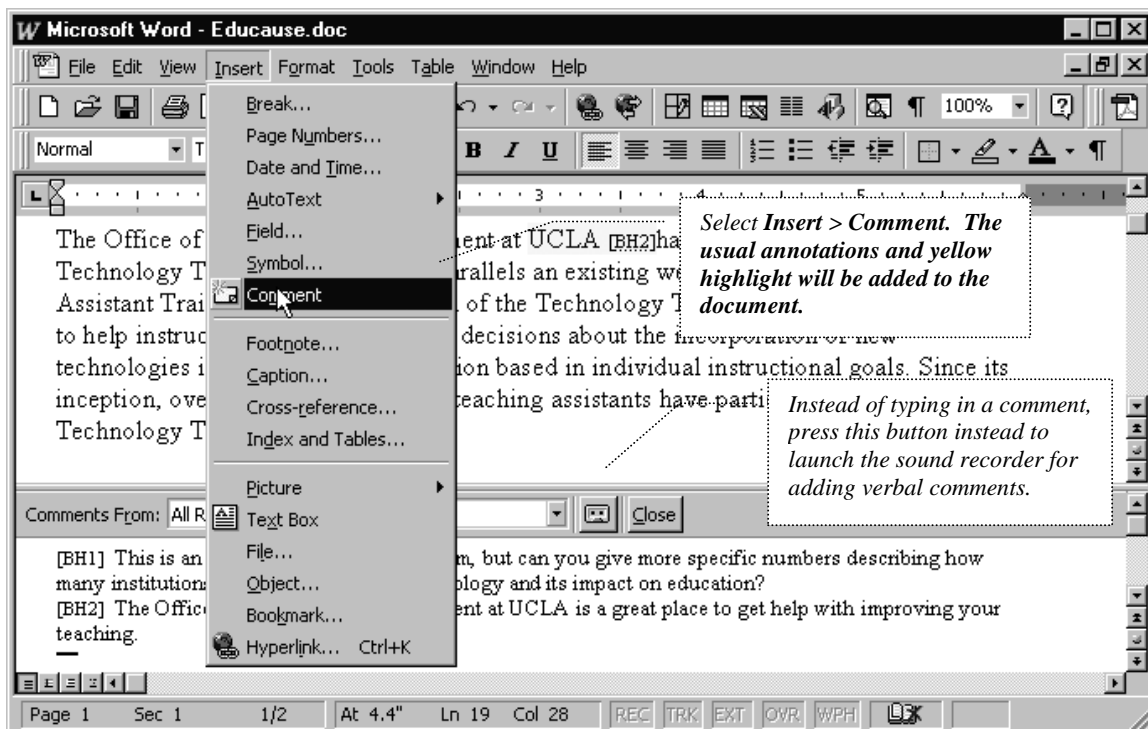 Microsoft Word - Educause.doc
File Edit View Insert Format Tools Table Window Help
100%
Normal T B I U A
Break...
Page Numbers...
Date and Time...
AutoText
Field...
Symbol...
Comment
Footnote...
Caption...
Cross-reference...
Index and Tables...
Picture
Text Box
File...
Object...
Bookmark...
Hyperlink... Ctrl+K
3 4 5
The Office of ent at UCLA [BH2]ha
Technology T rallels an existing w
Assistant Trai of the Technology T
to help instruc decisions about the incorporation of new
technologies i ion based in individual instructional goals. Since its
inception, ove teaching assistants have parti
Technology T
Select Insert > Comment. The
usual annotations and yellow
highlight will be added to the
document.
Instead of typing in a comment,
press this button instead to
launch the sound recorder for
adding verbal comments.
Comments From: All R Close
[BH1] This is an m, but can you give more specific numbers describing how
many institutions ology and its impact on education?
[BH2] The Office ent at UCLA is a great place to get help with improving your
teaching.
Page 1 Sec 1 1/2 At 4.4" Ln 19 Col 28 REC TRK EXT OVR WPH